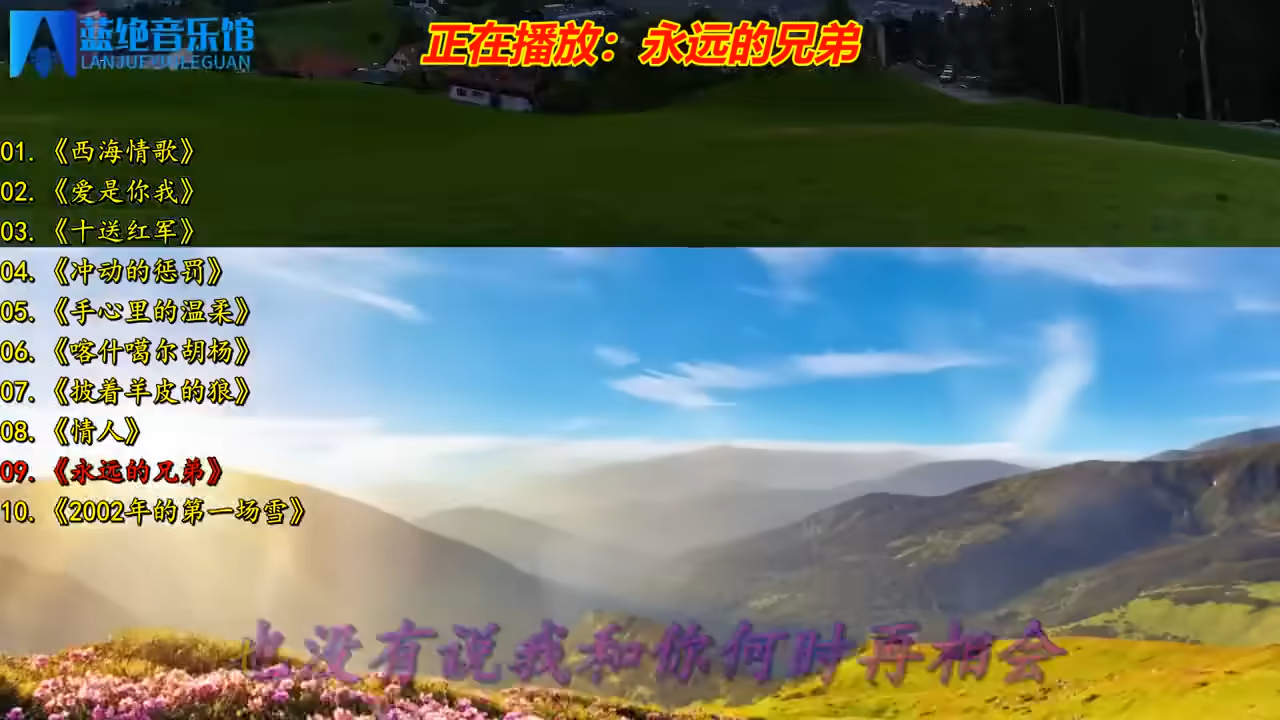 蓝绝音乐馆
LANJUEYUELEGUAN
正在播放：永远的兄弟
01.《西海情歌》
02.《爱是你我》
03.《十送红军》
04.《冲动的惩罚》
05.《手心里的温柔》
06.《喀什噶尔胡杨》
07.《披着羊皮的狼》
08.《情人》
09.《永远的兄弟》
10.《2002年的第一场雪》
也没有说我和你何时再相会